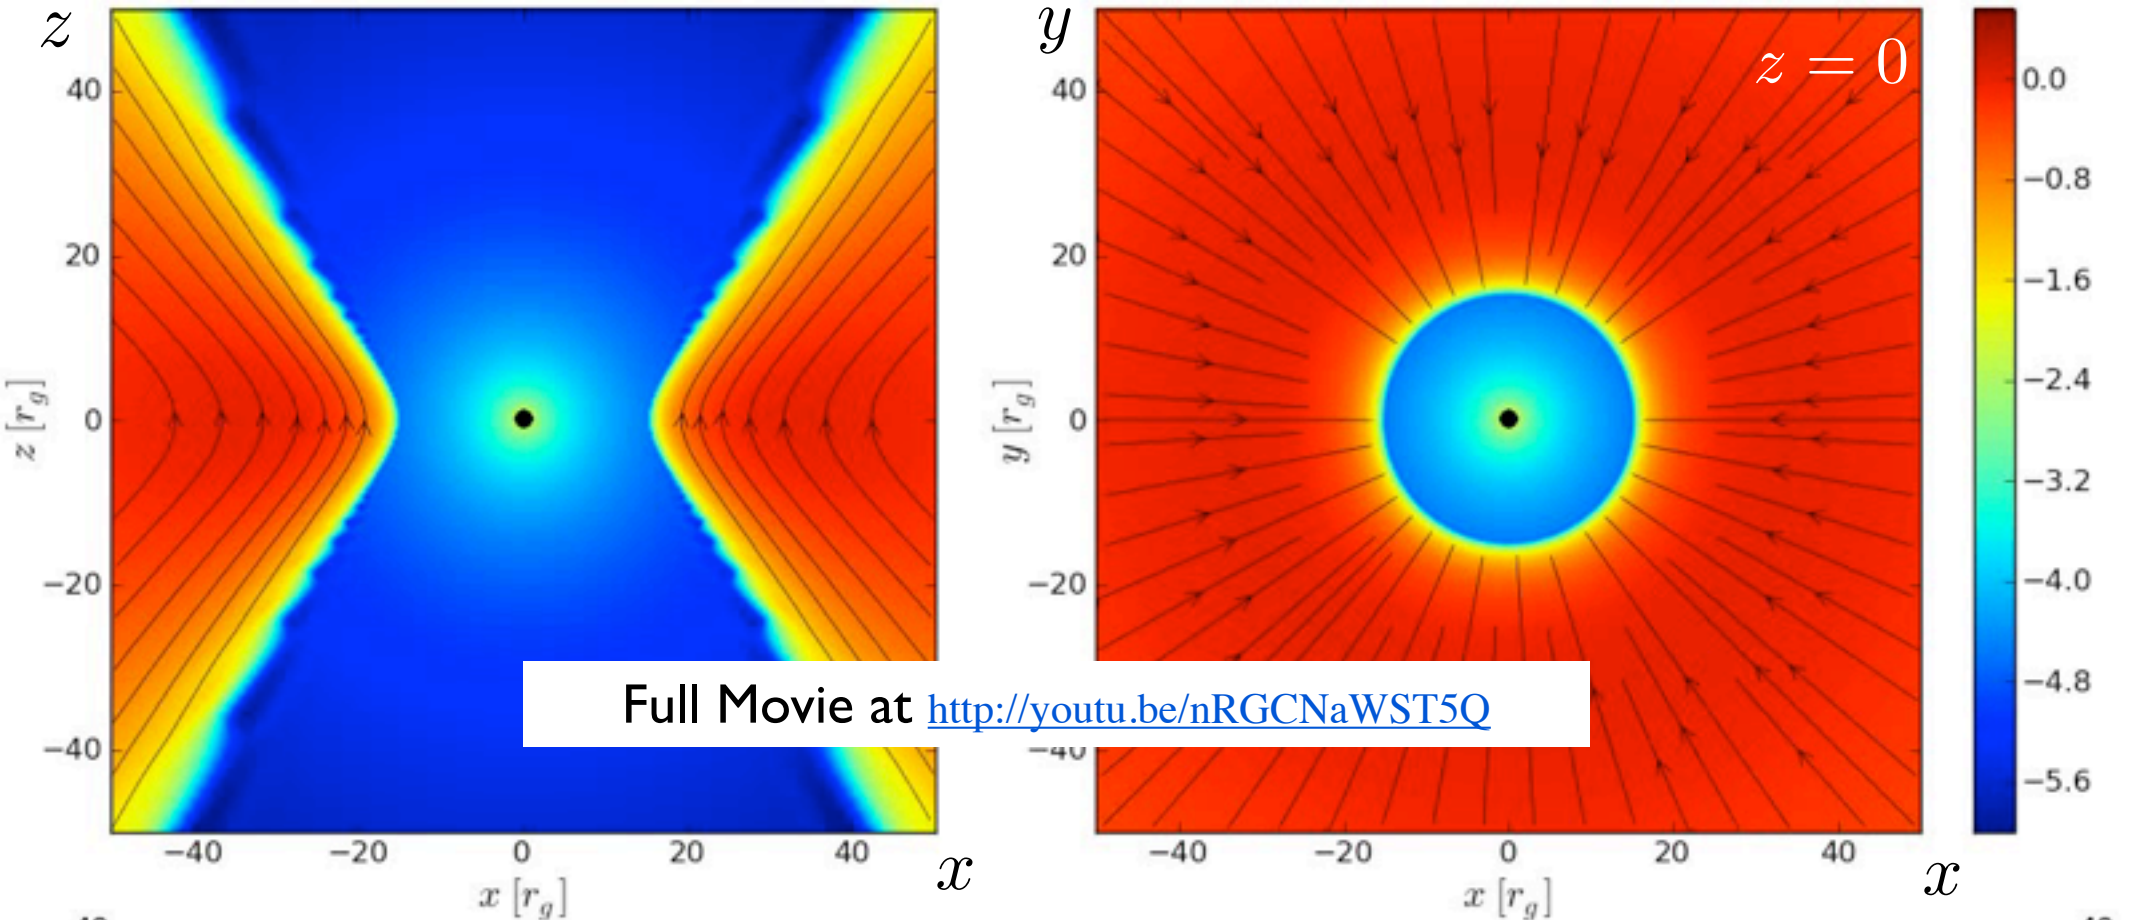 z
40
20
0
−20
−40
z [r_g]
−40 −20 0 20 40
x [r_g]
x
y
z = 0
40
20
0
−20
−40
y [r_g]
−40 −20 0 20 40
x [r_g]
x
0.0
−0.8
−1.6
−2.4
−3.2
−4.0
−4.8
−5.6
Full Movie at http://youtu.be/nRGCNaWST5Q